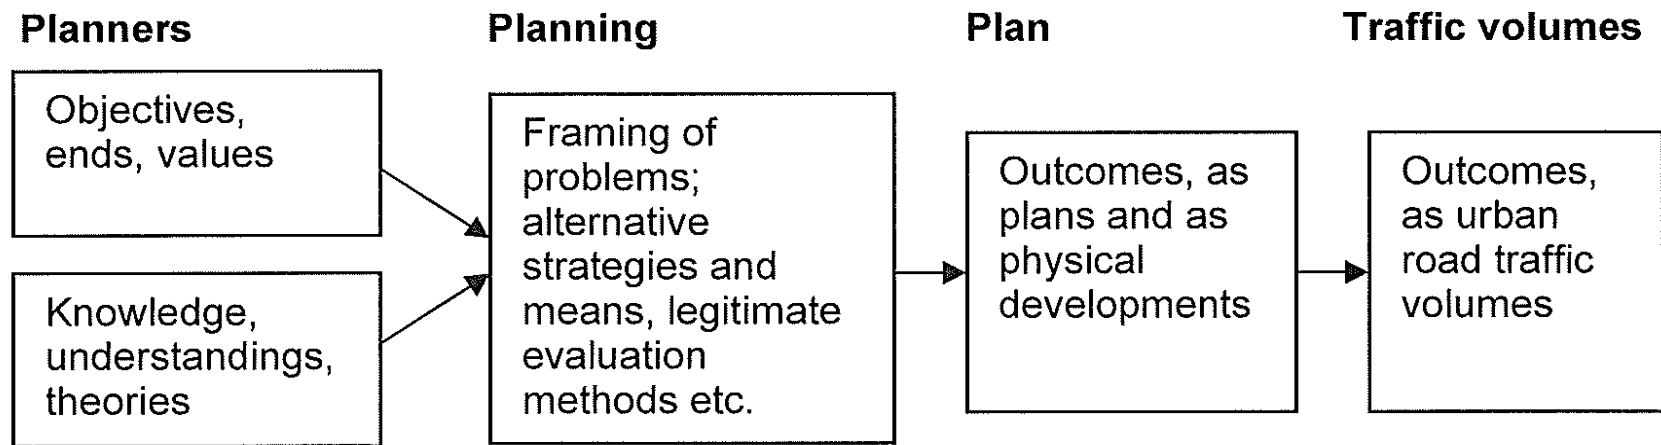 Planners
Planning
Plan
Traffic volumes
Objectives,
ends, values
Knowledge,
understandings,
theories
Framing of
problems;
alternative
strategies and
means, legitimate
evaluation
methods etc.
Outcomes, as
plans and as
physical
developments
Outcomes,
as urban
road traffic
volumes